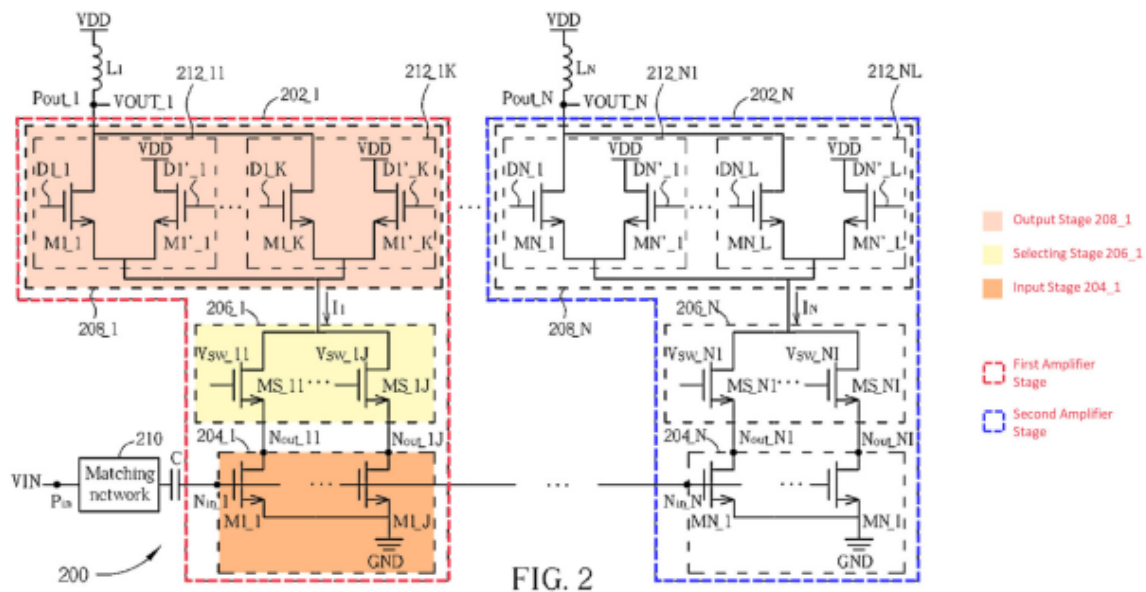 VDD VDD
L1 212_11 212_1K LN 212_N1 212_NL
Pout_1 VOUT_1 202_1 Pout_N VOUT_N 202_N
VDD VDD VDD VDD
D1_1 D1'_1 D1_K D1'_K DN_1 DN'_1 DN_L DN'_L
... ... ...
M1_1 M1'_1 M1_K M1'_K MN_1 MN'_1 MN_L MN'_L
Output Stage 208_1
Selecting Stage 206_1
Input Stage 204_1
208_1 206_1 I1 208_N 206_N IN
VSW_11 VSW_1J VSW_N1 VSW_NI
MS_11 ... MS_1J MS_N1 ... MS_NI
First Amplifier
Stage
Second Amplifier
Stage
210 204_1 Nout_11 Nout_1J 204_N Nout_N1 Nout_NI
VIN Pin Matching
network
C Nin_1 ... ... Nin_N ...
M1_1 M1_J MN_1 MN_I
GND GND
200
FIG. 2